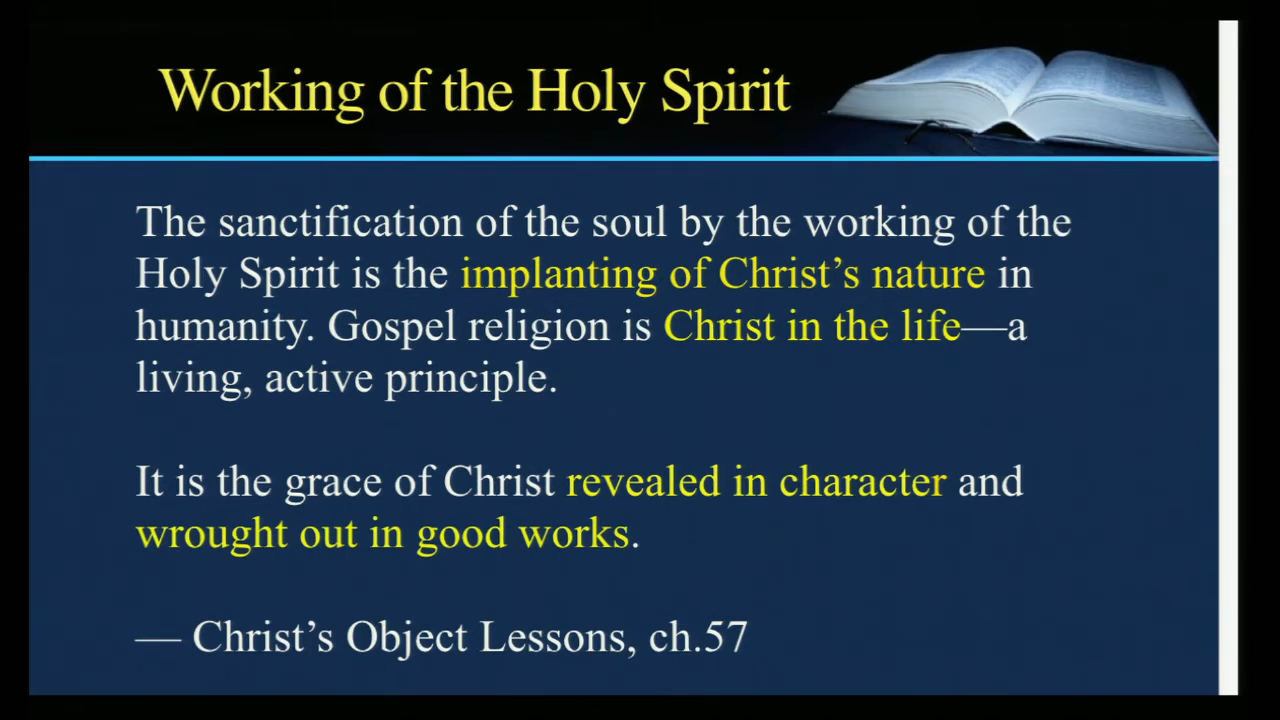 Working of the Holy Spirit
The sanctification of the soul by the working of the
Holy Spirit is the implanting of Christ’s nature in
humanity. Gospel religion is Christ in the life—a
living, active principle.
It is the grace of Christ revealed in character and
wrought out in good works.
— Christ’s Object Lessons, ch.57